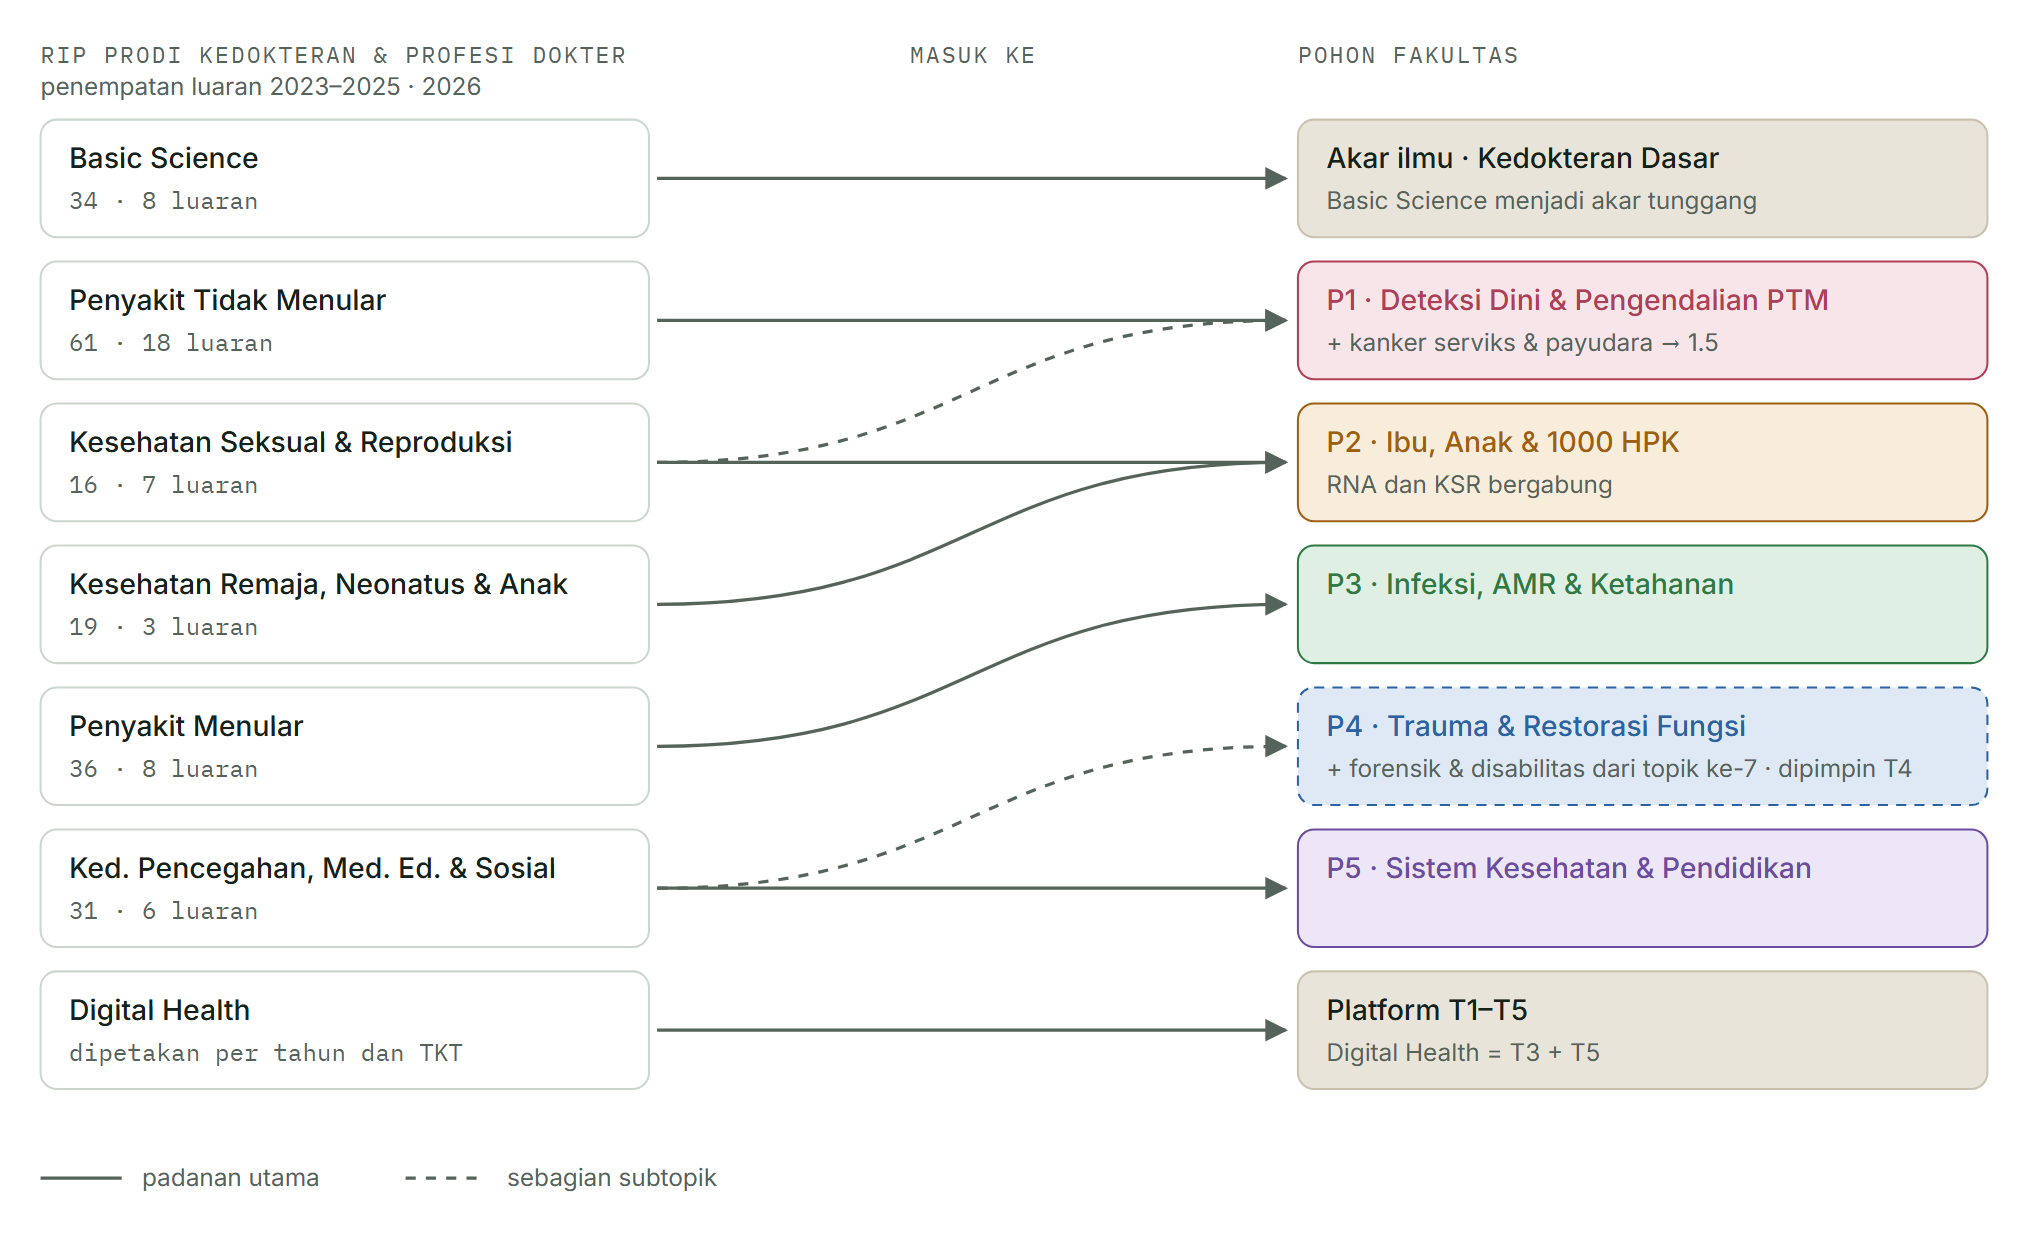 RIP PRODI KEDOKTERAN & PROFESI DOKTER
penempatan luaran 2023–2025 · 2026
MASUK KE
POHON FAKULTAS
Basic Science
34 · 8 luaran
Akar ilmu · Kedokteran Dasar
Basic Science menjadi akar tunggang
Penyakit Tidak Menular
61 · 18 luaran
P1 · Deteksi Dini & Pengendalian PTM
+ kanker serviks & payudara → 1.5
Kesehatan Seksual & Reproduksi
16 · 7 luaran
P2 · Ibu, Anak & 1000 HPK
RNA dan KSR bergabung
Kesehatan Remaja, Neonatus & Anak
19 · 3 luaran
P3 · Infeksi, AMR & Ketahanan
Penyakit Menular
36 · 8 luaran
P4 · Trauma & Restorasi Fungsi
+ forensik & disabilitas dari topik ke-7 · dipimpin T4
Ked. Pencegahan, Med. Ed. & Sosial
31 · 6 luaran
P5 · Sistem Kesehatan & Pendidikan
Digital Health
dipetakan per tahun dan TKT
Platform T1–T5
Digital Health = T3 + T5
padanan utama
sebagian subtopik